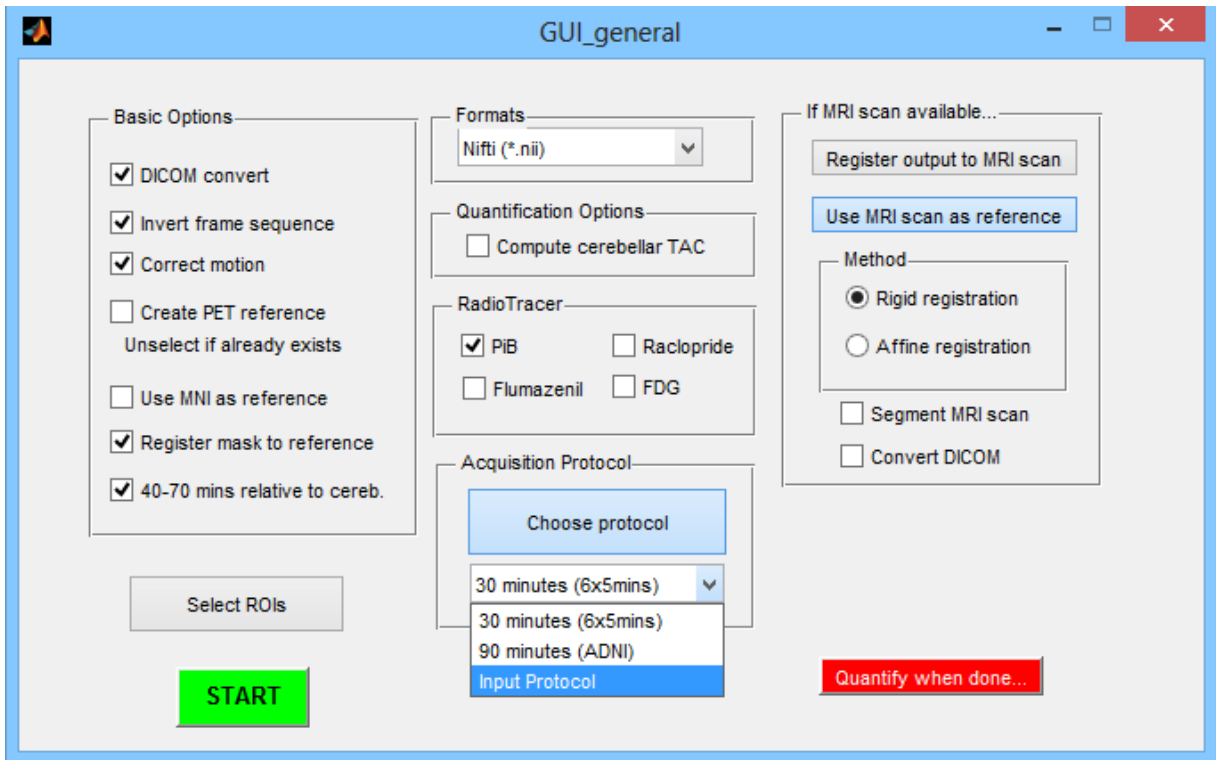 GUI_general
Basic Options
DICOM convert
Invert frame sequence
Correct motion
Create PET reference
Unselect if already exists
Use MNI as reference
Register mask to reference
40-70 mins relative to cereb.
Select ROIs
START
Formats
Nifti (*.nii)
Quantification Options
Compute cerebellar TAC
RadioTracer
PiB
Raclopride
Flumazenil
FDG
Acquisition Protocol
Choose protocol
30 minutes (6x5mins)
30 minutes (6x5mins)
90 minutes (ADNI)
Input Protocol
If MRI scan available...
Register output to MRI scan
Use MRI scan as reference
Method
Rigid registration
Affine registration
Segment MRI scan
Convert DICOM
Quantify when done...